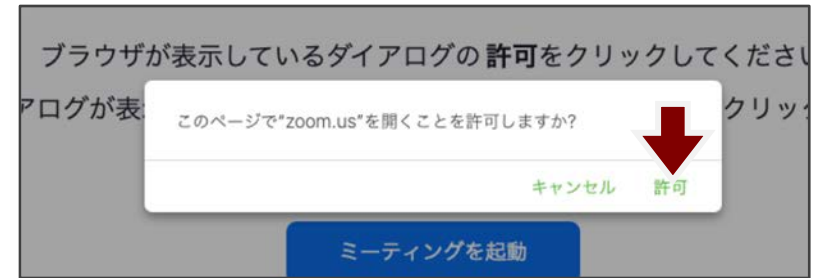 ブラウザが表示しているダイアログの 許可をクリックしてくださ
アログが表
クリッ
このページで"zoom.us"を開くことを許可しますか?
キャンセル 許可
ミーティングを起動